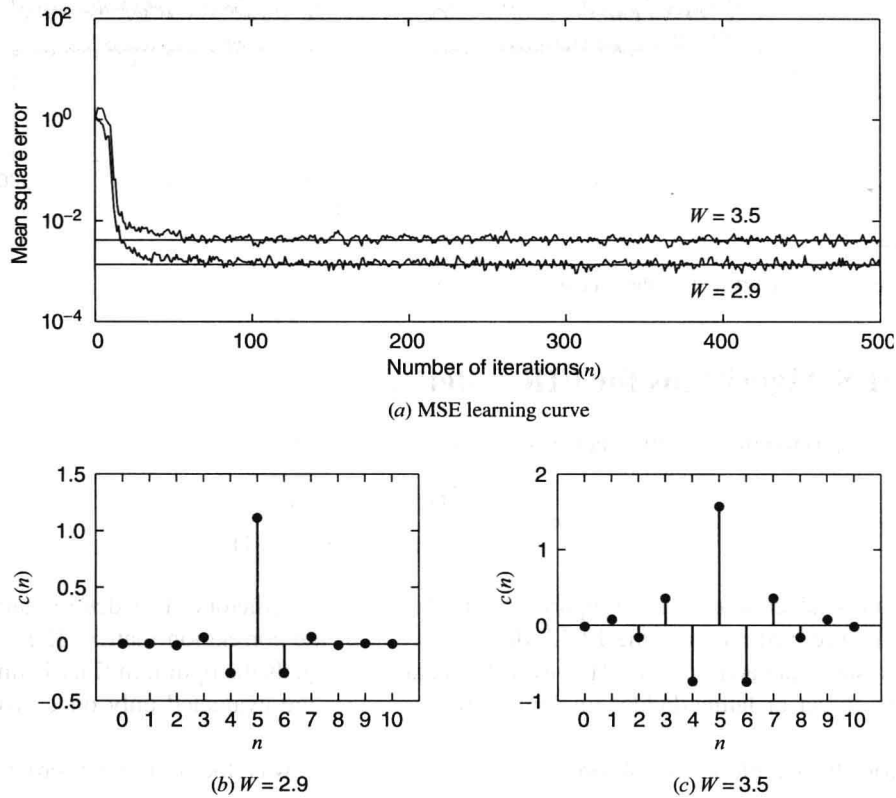 10²
10⁰
10⁻²
10⁻⁴
Mean square error
W = 3.5
W = 2.9
0 100 200 300 400 500
Number of iterations(n)
(a) MSE learning curve
1.5
1.0
0.5
0
−0.5
c(n)
0 1 2 3 4 5 6 7 8 9 10
n
(b) W = 2.9
2
1
0
−1
c(n)
0 1 2 3 4 5 6 7 8 9 10
n
(c) W = 3.5